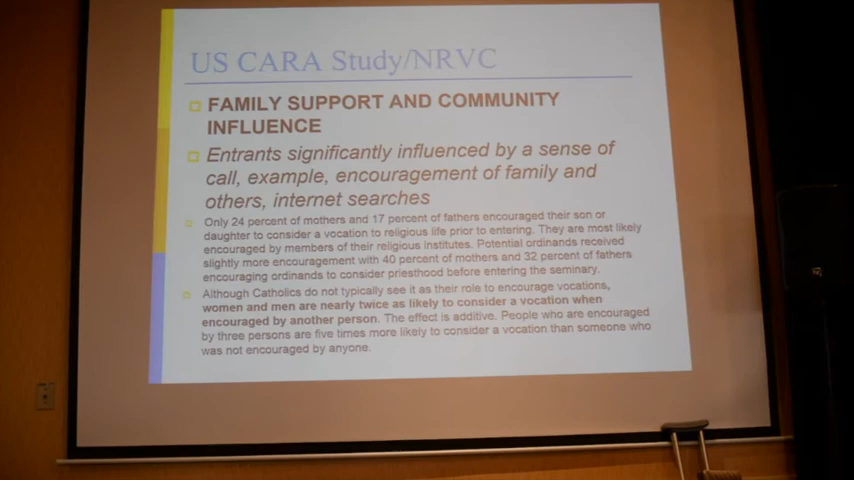 US CARA Study/NRVC
FAMILY SUPPORT AND COMMUNITY
INFLUENCE
Entrants significantly influenced by a sense of
call, example, encouragement of family and
others, internet searches
Only 24 percent of mothers and 17 percent of fathers encouraged their son or
daughter to consider a vocation to religious life prior to entering. They are most likely
encouraged by members of their religious institutes. Potential ordinands received
slightly more encouragement with 40 percent of mothers and 32 percent of fathers
encouraging ordinands to consider priesthood before entering the seminary.
Although Catholics do not typically see it as their role to encourage vocations,
women and men are nearly twice as likely to consider a vocation when
encouraged by another person. The effect is additive. People who are encouraged
by three persons are five times more likely to consider a vocation than someone who
was not encouraged by anyone.